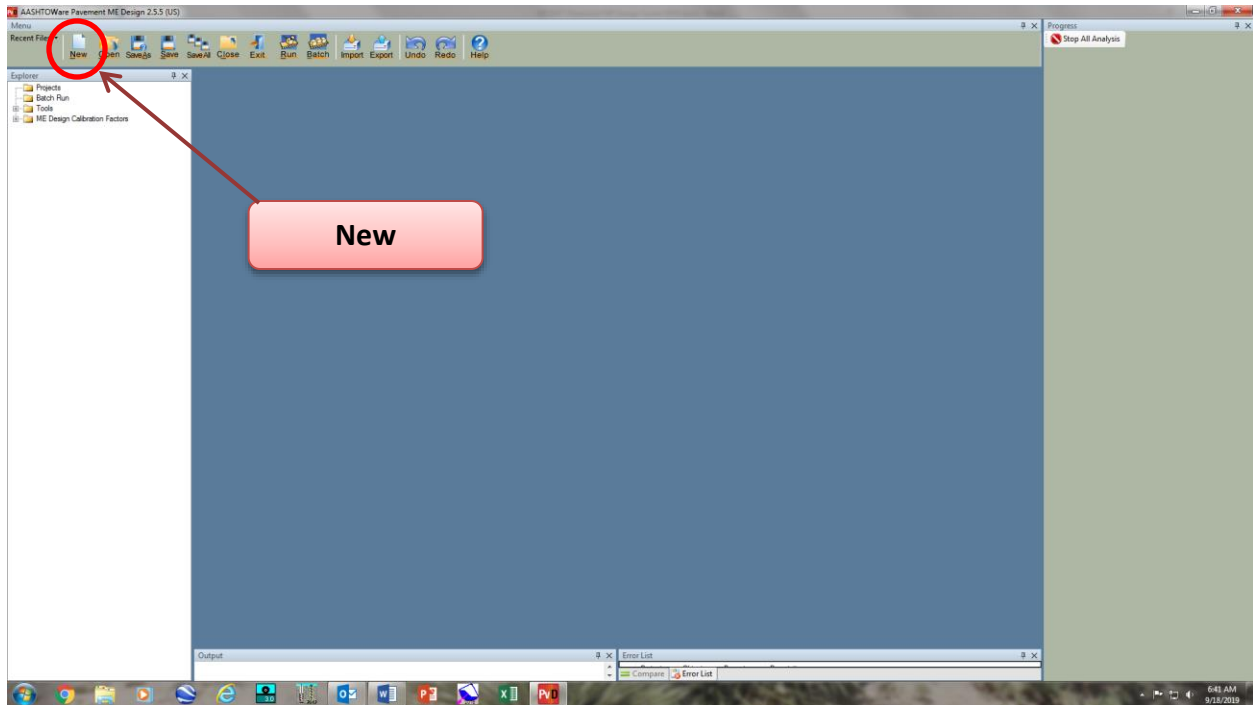 AASHTOWare Pavement ME Design 2.5.5 (US)
Menu
Progress
Recent Files
New Open SaveAs Save SaveAll Close Exit Run Batch Import Export Undo Redo Help
Stop All Analysis
Explorer
Projects
Batch Run
Tools
ME Design Calibration Factors
New
Output
Error List
Compare Error List
6:41 AM
9/18/2019